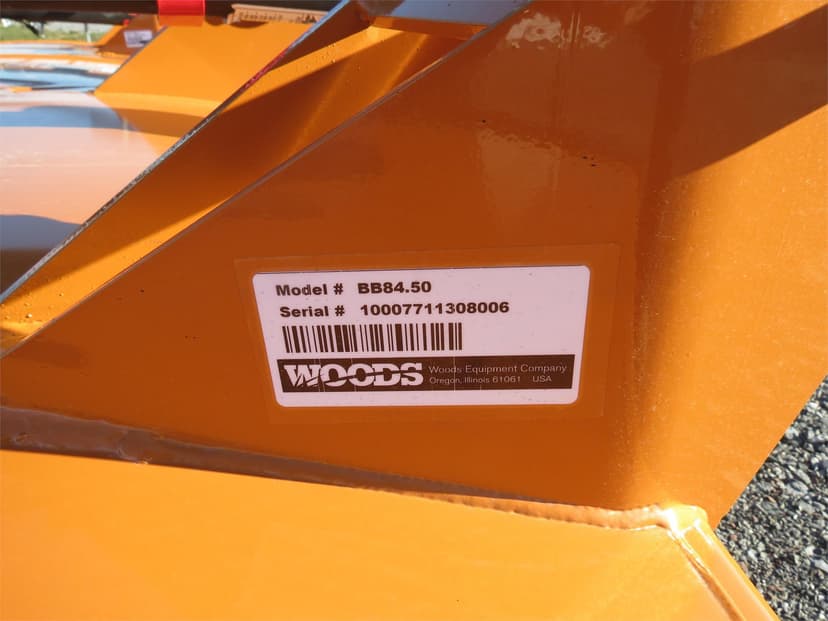 Model # BB84.50
Serial # 10007711308006
WOODS Woods Equipment Company
Oregon, Illinois 61061 USA